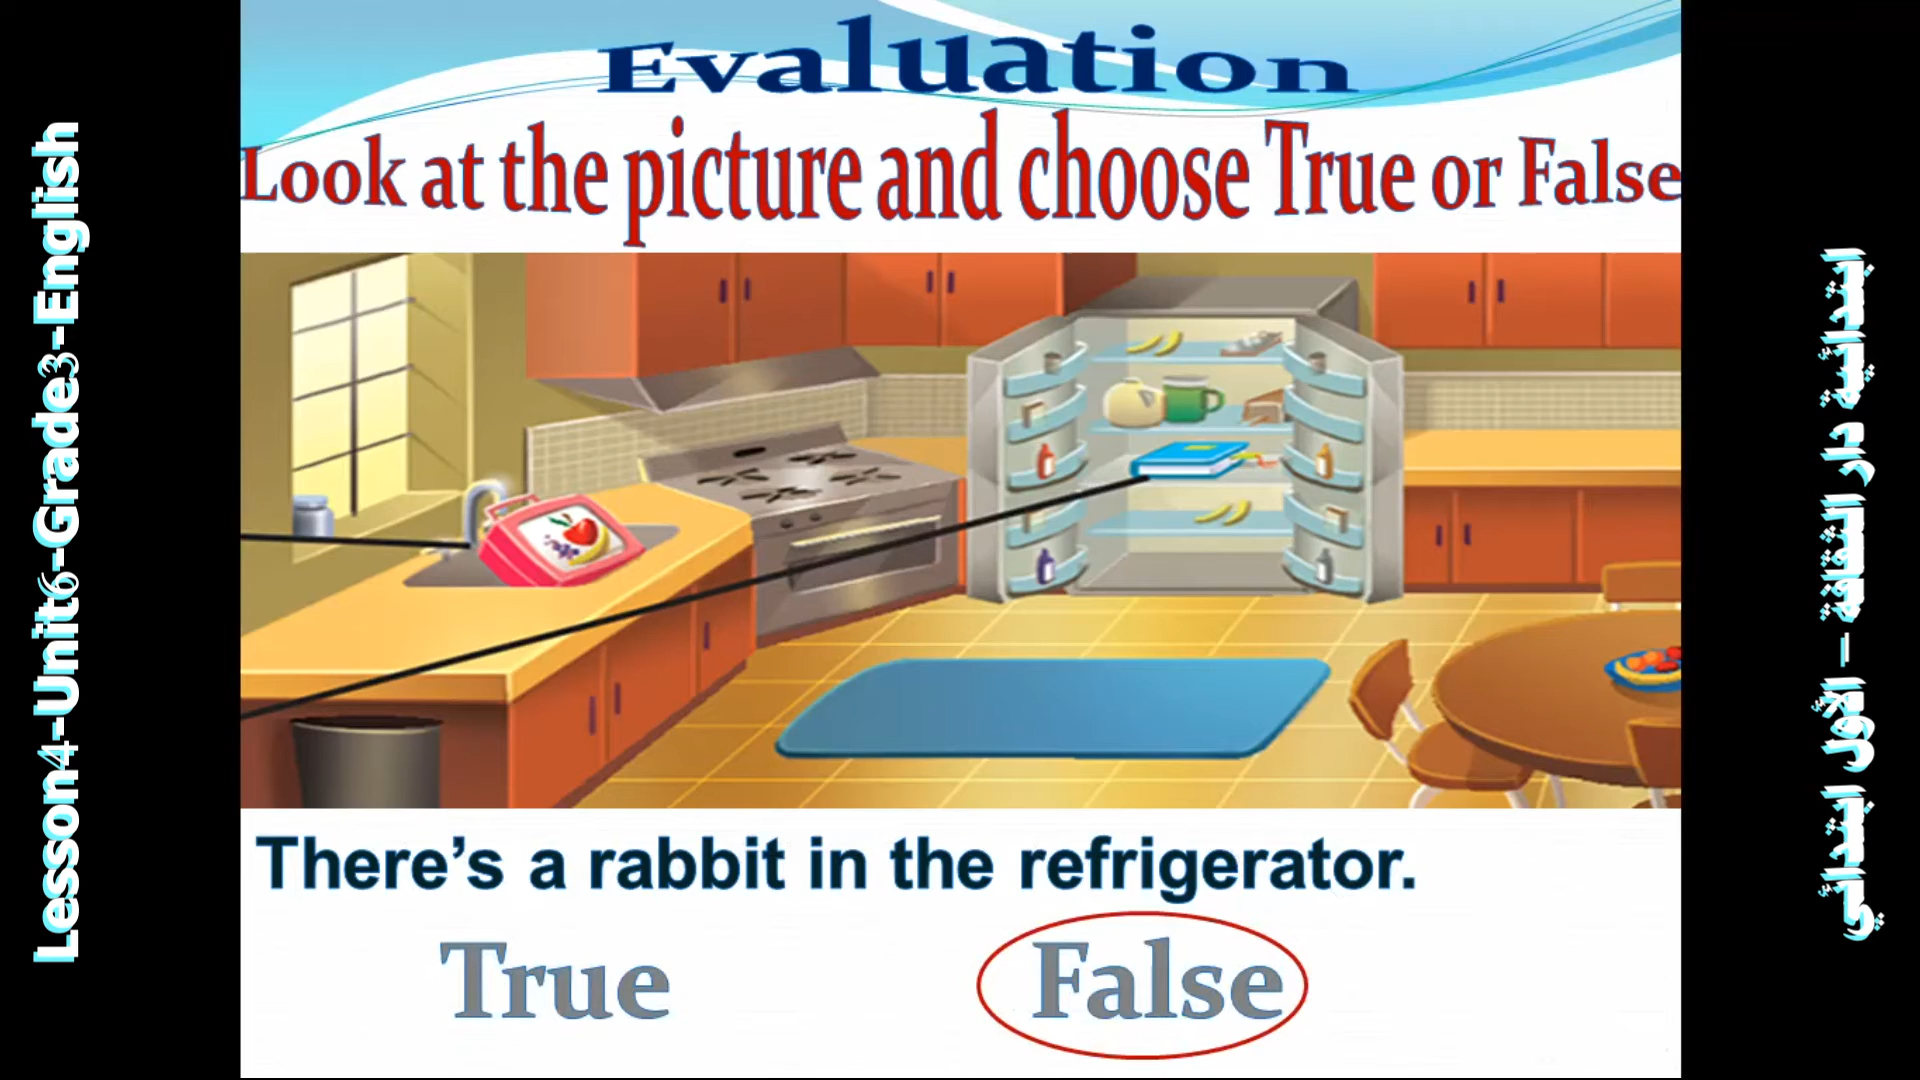 Evaluation
Look at the picture and choose True or False
There's a rabbit in the refrigerator.
True False
Lesson4-Unit6-Grade3-English
ابتدائية دار الثقافة – الأول ابتدائي